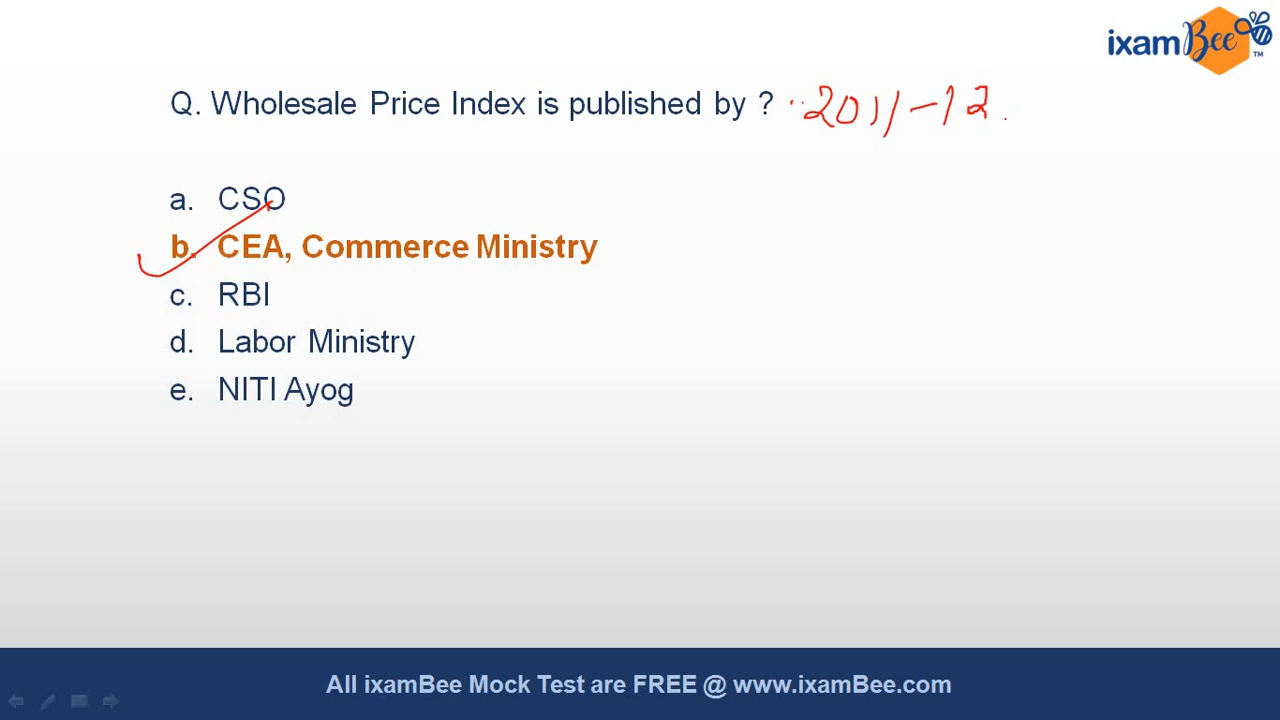 ixamBee
TM
Q. Wholesale Price Index is published by ? 2011-12
a. CSO
b. CEA, Commerce Ministry
c. RBI
d. Labor Ministry
e. NITI Ayog
All ixamBee Mock Test are FREE @ www.ixamBee.com